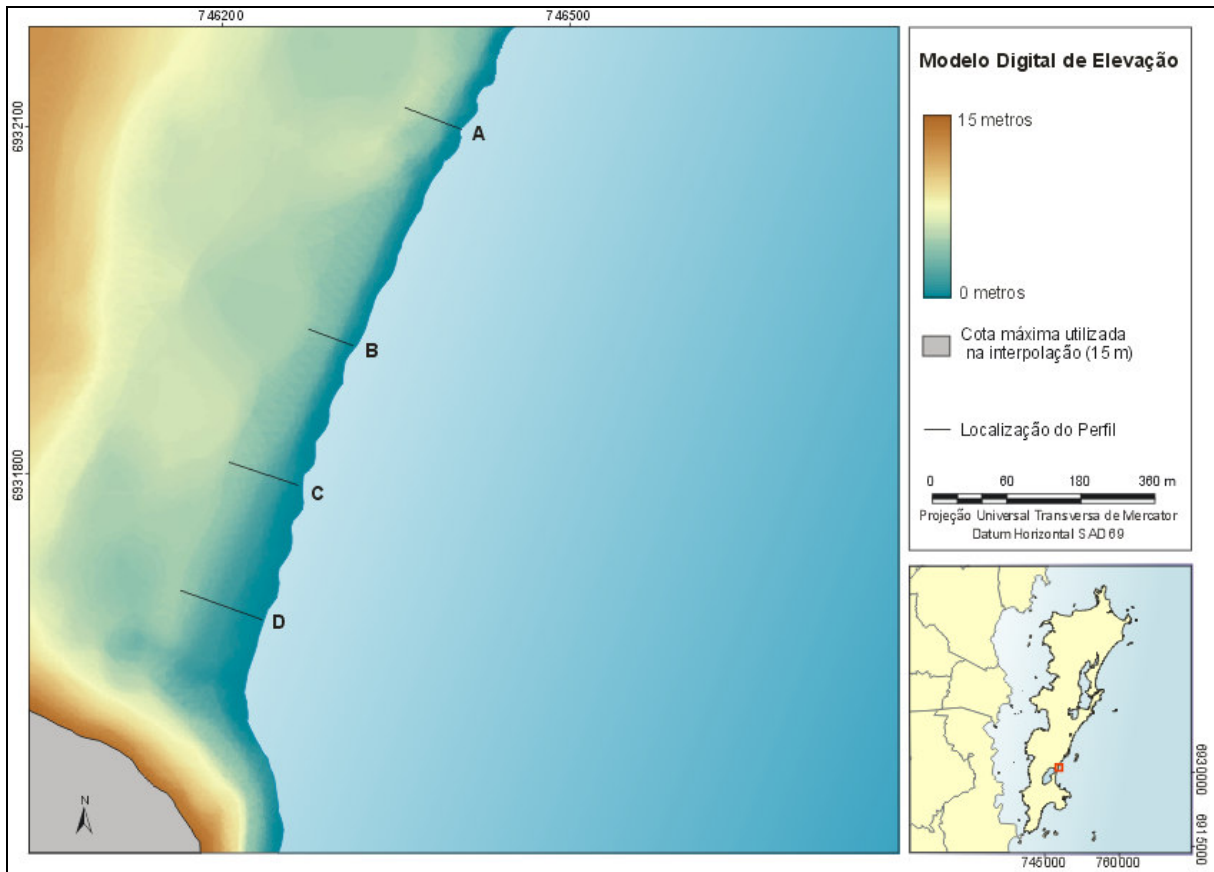 746200
746500
6932100
6931800
A
B
C
D
N
Modelo Digital de Elevação
15 metros
0 metros
Cota máxima utilizada
na interpolação (15 m)
Localização do Perfil
0 60 180 360 m
Projeção Universal Transversa de Mercator
Datum Horizontal SAD 69
6930000
6915000
745000
760000